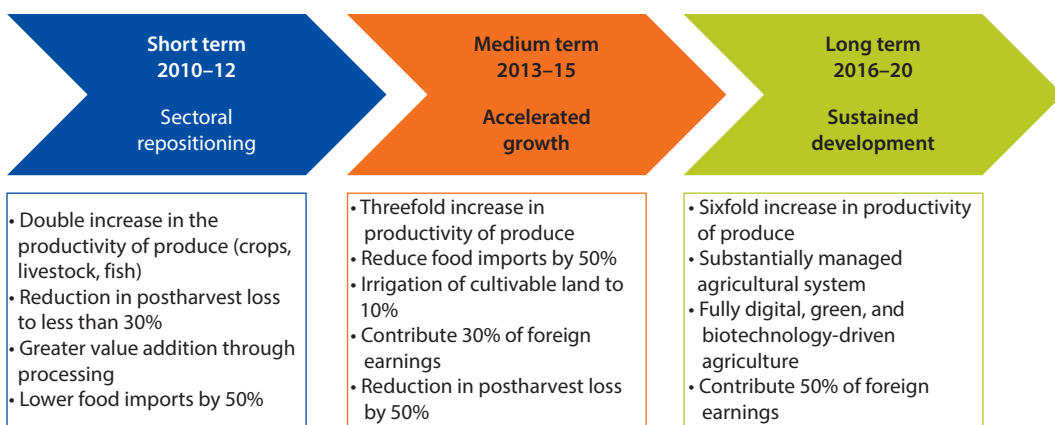 Short term
2010–12
Sectoral
repositioning
• Double increase in the
productivity of produce (crops,
livestock, fish)
• Reduction in postharvest loss
to less than 30%
• Greater value addition through
processing
• Lower food imports by 50%
Medium term
2013–15
Accelerated
growth
• Threefold increase in
productivity of produce
• Reduce food imports by 50%
• Irrigation of cultivable land to
10%
• Contribute 30% of foreign
earnings
• Reduction in postharvest loss
by 50%
Long term
2016–20
Sustained
development
• Sixfold increase in productivity
of produce
• Substantially managed
agricultural system
• Fully digital, green, and
biotechnology-driven
agriculture
• Contribute 50% of foreign
earnings